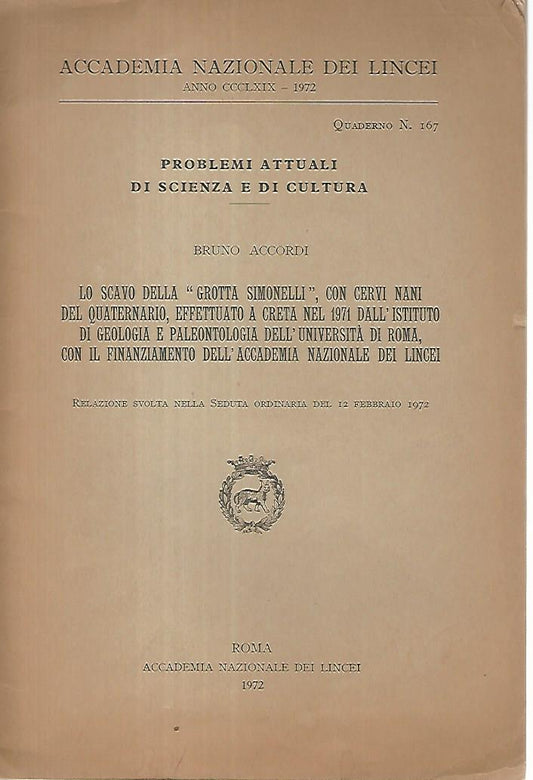 ACCADEMIA NAZIONALE DEI LINCEI
ANNO CCCLXIX – 1972
QUADERNO N. 167
PROBLEMI ATTUALI
DI SCIENZA E DI CULTURA
BRUNO ACCORDI
LO SCAVO DELLA “ GROTTA SIMONELLI ”, CON CERVI NANI
DEL QUATERNARIO, EFFETTUATO A CRETA NEL 1971 DALL' ISTITUTO
DI GEOLOGIA E PALEONTOLOGIA DELL' UNIVERSITÀ DI ROMA,
CON IL FINANZIAMENTO DELL' ACCADEMIA NAZIONALE DEI LINCEI
RELAZIONE SVOLTA NELLA SEDUTA ORDINARIA DEL 12 FEBBRAIO 1972
ROMA
ACCADEMIA NAZIONALE DEI LINCEI
1972